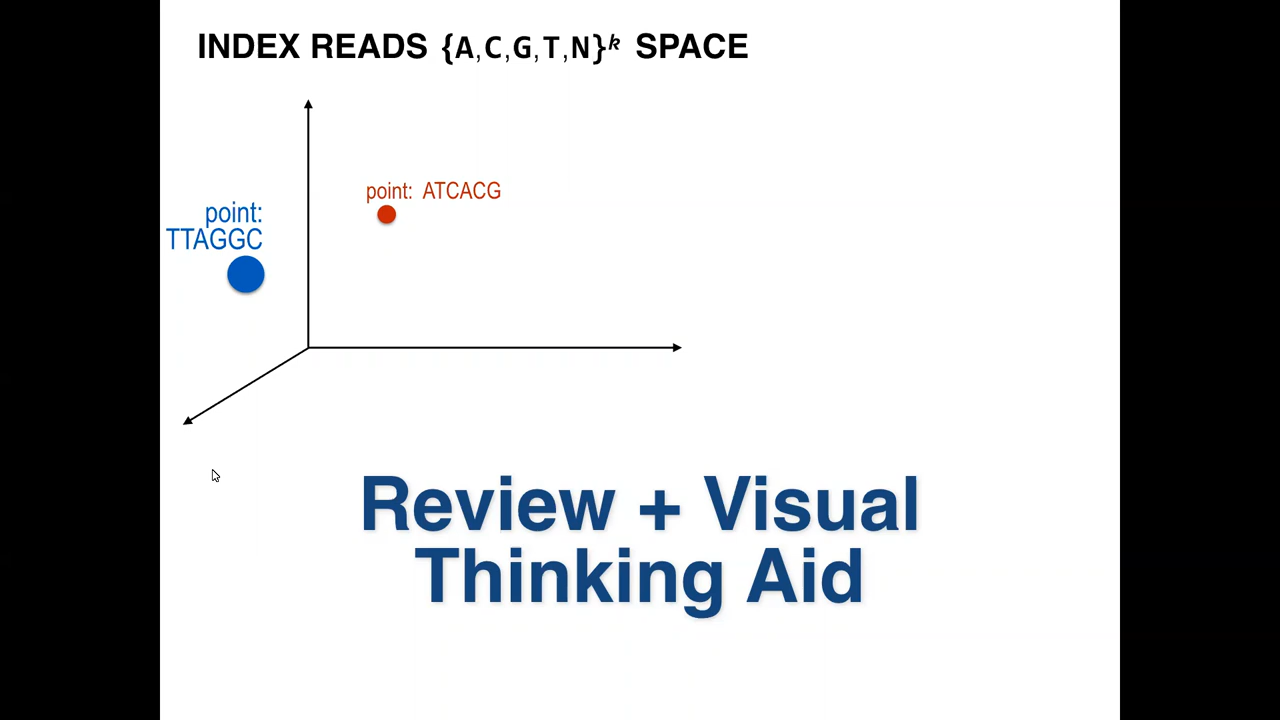 INDEX READS {A,C,G,T,N}ᵏ SPACE
point: ATCACG
point:
TTAGGC
Review + Visual
Thinking Aid